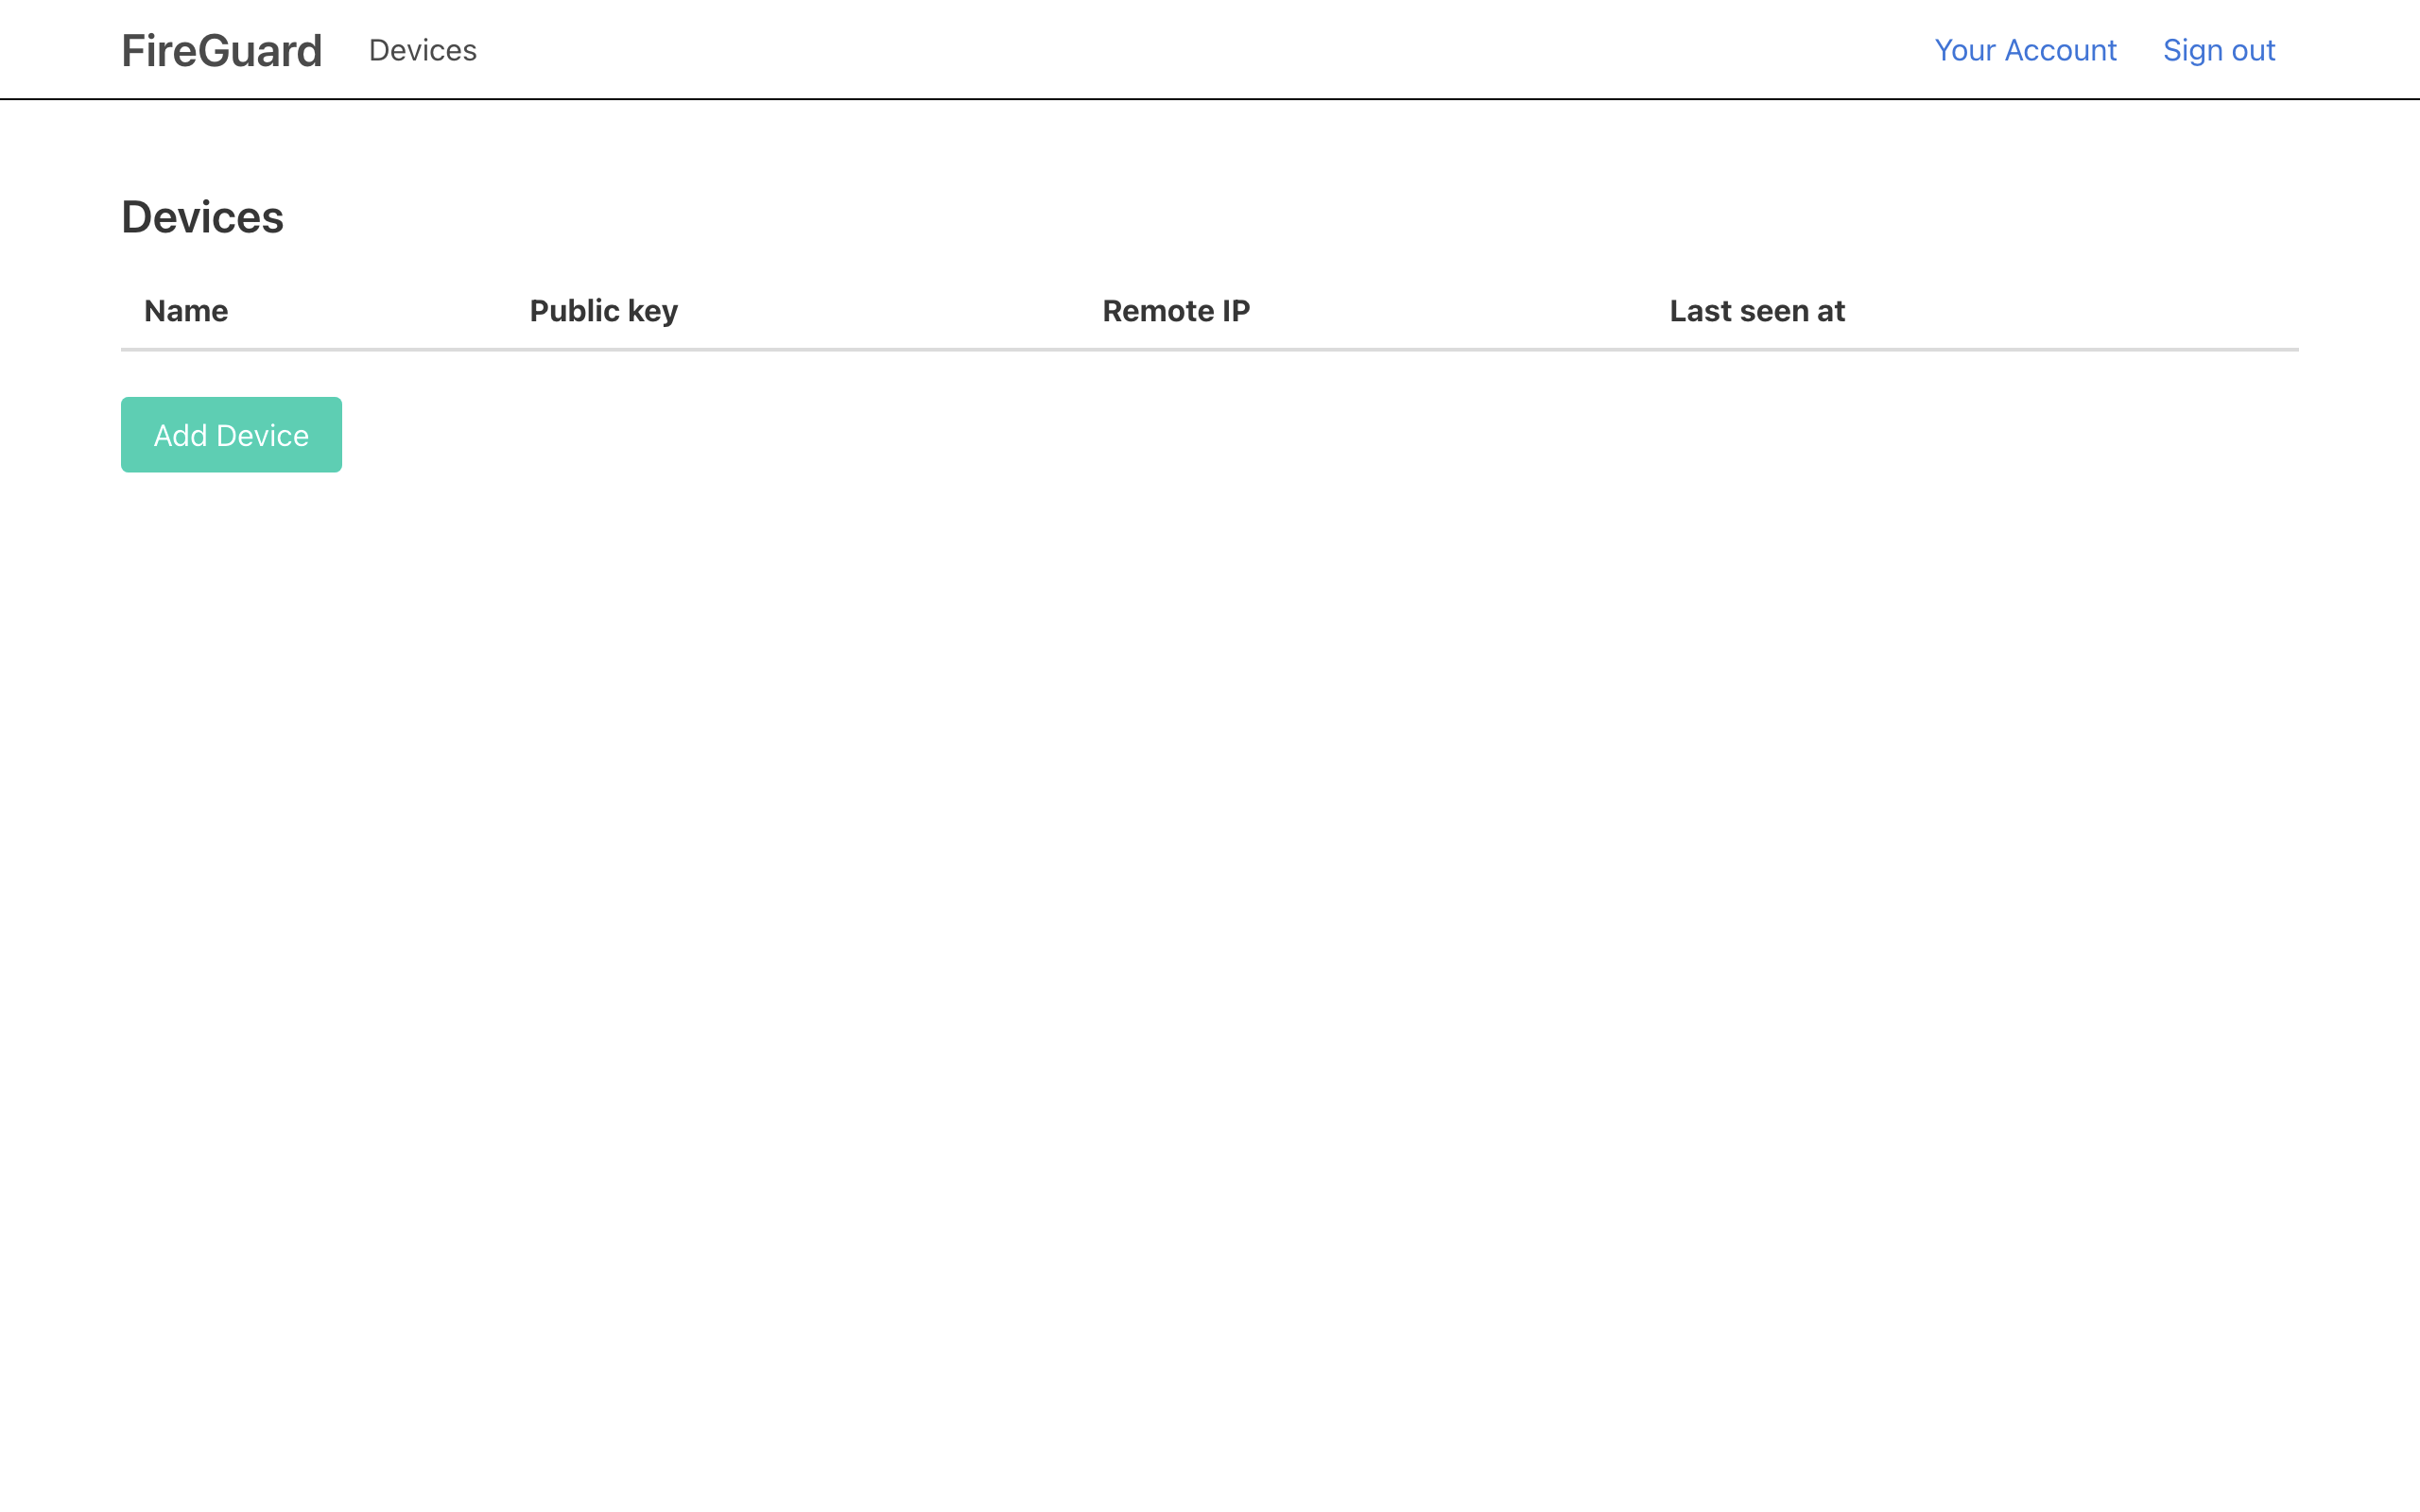 FireGuard Devices Your Account Sign out
Devices
Name Public key Remote IP Last seen at
Add Device